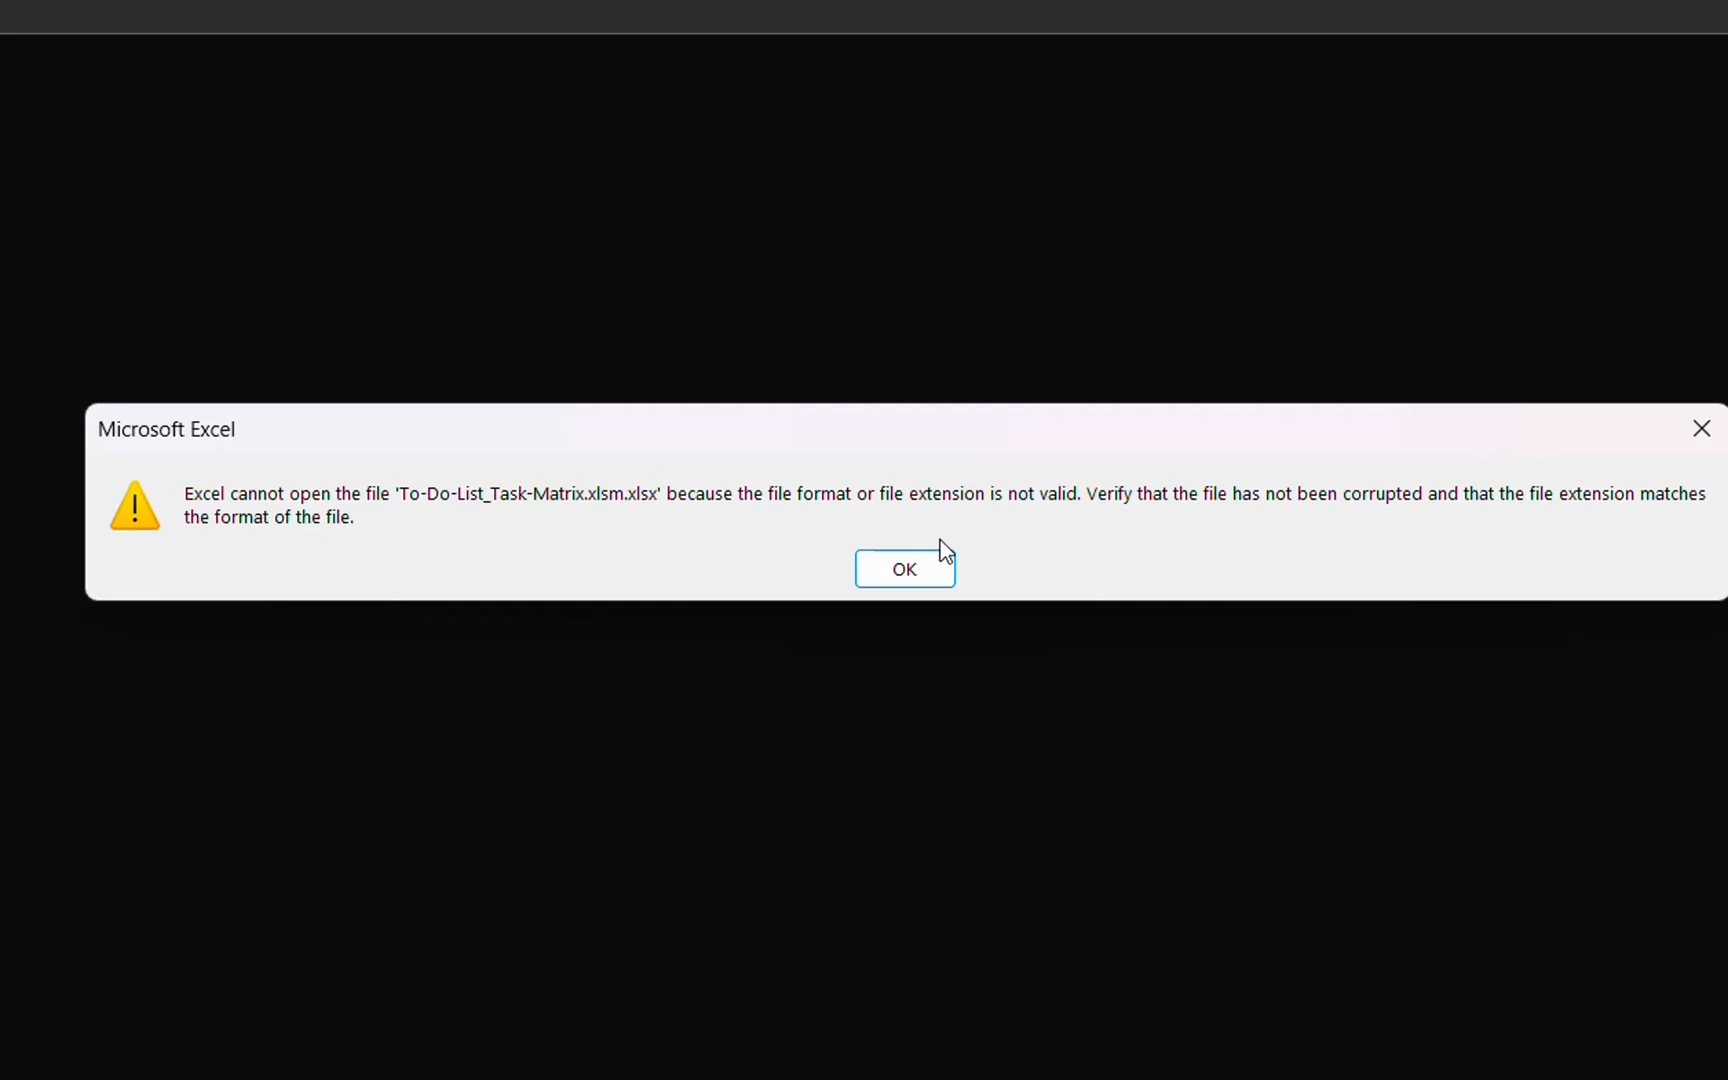 Microsoft Excel
Excel cannot open the file 'To-Do-List_Task-Matrix.xlsm.xlsx' because the file format or file extension is not valid. Verify that the file has not been corrupted and that the file extension matches
the format of the file.
OK